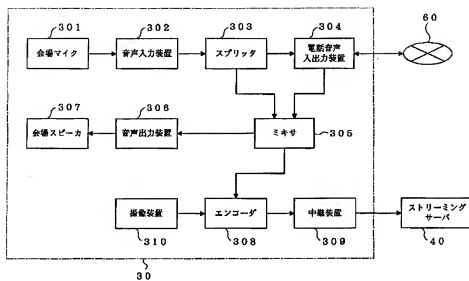 301
302
303
304
60
会場マイク
音声入力装置
スプリッタ
電話音声
入出力装置
307
306
会場スピーカ
音声出力装置
ミキサ
305
撮像装置
エンコーダ
中継装置
ストリーミング
サーバ
310
308
309
40
30